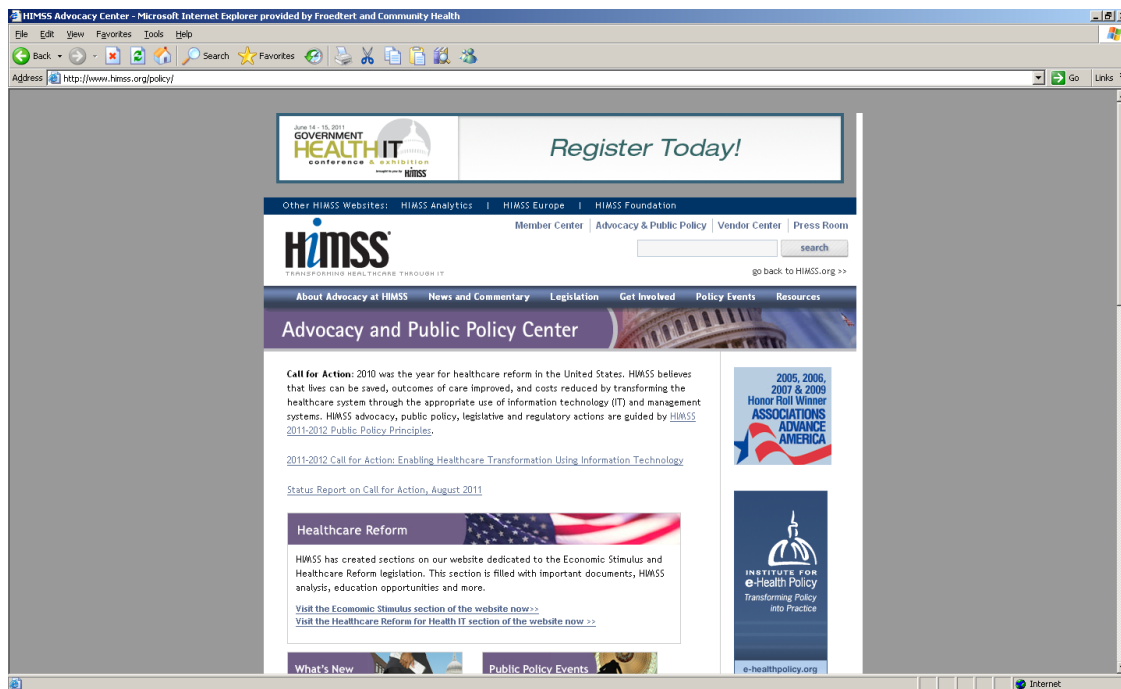 HIMSS Advocacy Center - Microsoft Internet Explorer provided by Froedtert and Community Health
File Edit View Favorites Tools Help
Back Search Favorites
Address http://www.himss.org/policy/ Go Links
June 14 - 15, 2011
GOVERNMENT
HEALTH IT
conference & exhibition
brought to you by HIMSS
Register Today!
Other HIMSS Websites: HIMSS Analytics | HIMSS Europe | HIMSS Foundation
Member Center | Advocacy & Public Policy | Vendor Center | Press Room
HiMSS
search
TRANSFORMING HEALTHCARE THROUGH IT
go back to HIMSS.org >>
About Advocacy at HIMSS News and Commentary Legislation Get Involved Policy Events Resources
Advocacy and Public Policy Center
Call for Action: 2010 was the year for healthcare reform in the United States. HIMSS believes
that lives can be saved, outcomes of care improved, and costs reduced by transforming the
healthcare system through the appropriate use of information technology (IT) and management
systems. HIMSS advocacy, public policy, legislative and regulatory actions are guided by HIMSS
2011-2012 Public Policy Principles.
2011-2012 Call for Action: Enabling Healthcare Transformation Using Information Technology
Status Report on Call for Action, August 2011
Healthcare Reform
HIMSS has created sections on our website dedicated to the Economic Stimulus and
Healthcare Reform legislation. This section is filled with important documents, HIMSS
analysis, education opportunities and more.
Visit the Ecomomic Stimulus section of the website now>>
Visit the Healthcare Reform for Health IT section of the website now >>
What's New
Public Policy Events
2005, 2006,
2007 & 2009
Honor Roll Winner
ASSOCIATIONS
ADVANCE
AMERICA
INSTITUTE FOR
e-Health Policy
Transforming Policy
into Practice
e-healthpolicy.org
Internet